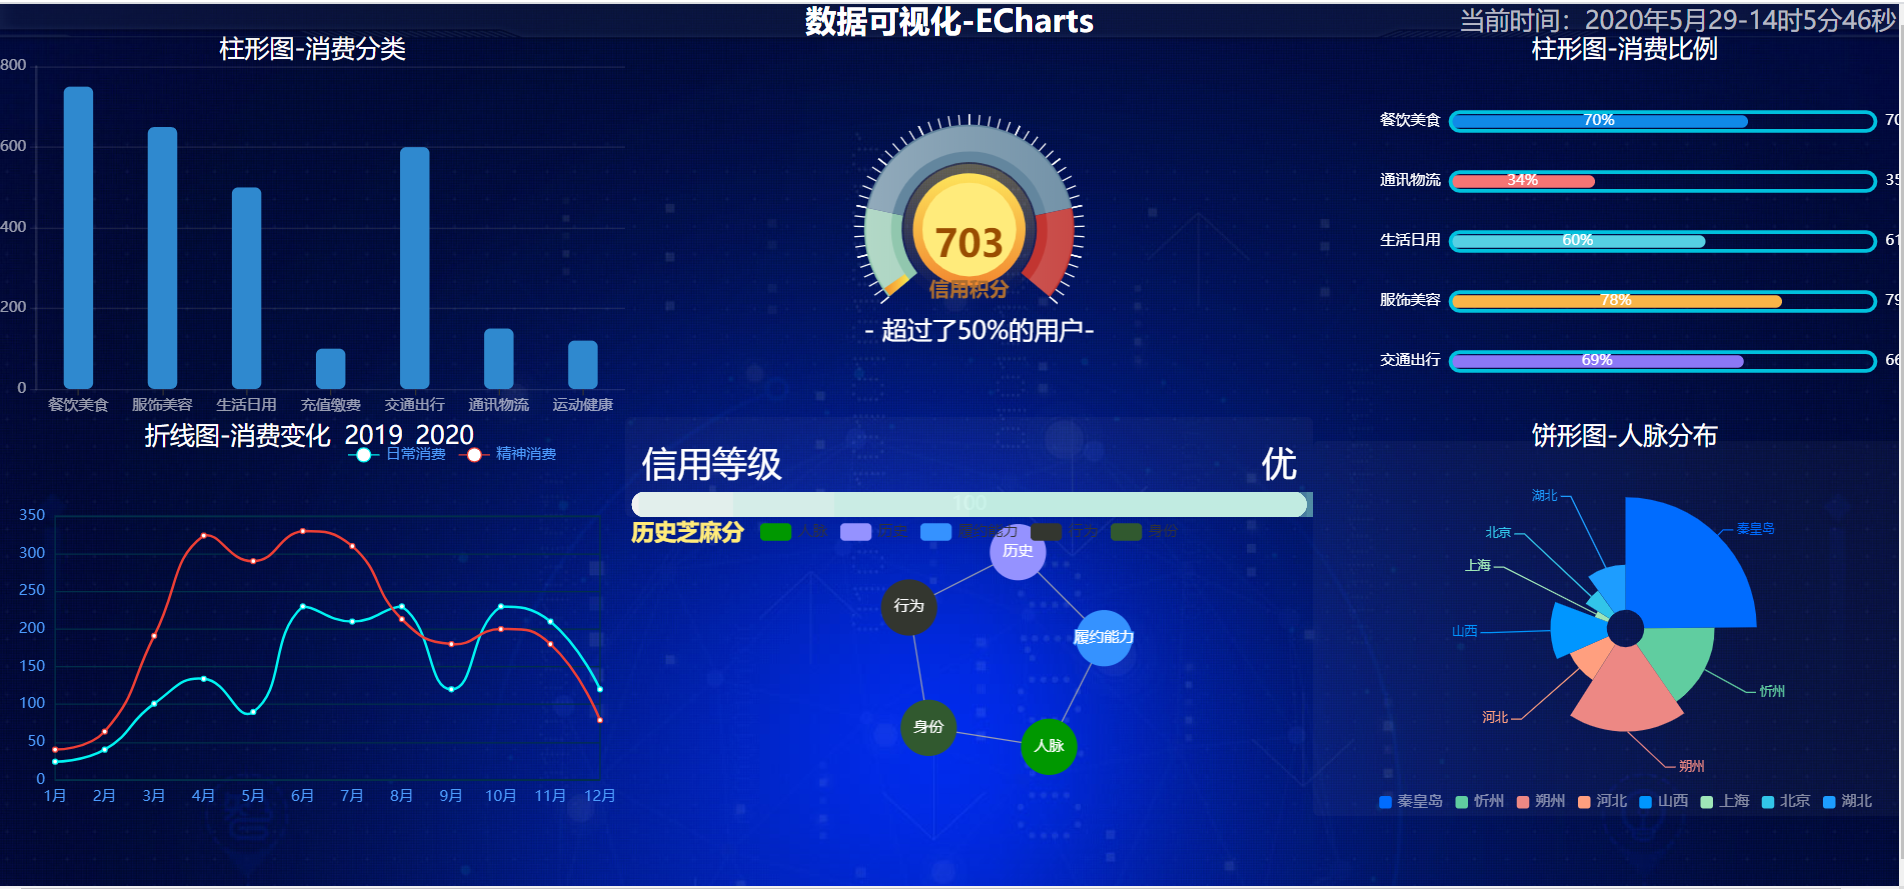 数据可视化-ECharts
当前时间：2020年5月29-14时5分46秒
柱形图-消费分类
800
600
400
200
0
餐饮美食 服饰美容 生活日用 充值缴费 交通出行 通讯物流 运动健康
703
信用积分
- 超过了50%的用户-
柱形图-消费比例
餐饮美食 70% 70
通讯物流 34% 35
生活日用 60% 61
服饰美容 78% 79
交通出行 69% 66
折线图-消费变化 2019 2020
日常消费 精神消费
350
300
250
200
150
100
50
0
1月 2月 3月 4月 5月 6月 7月 8月 9月 10月 11月 12月
信用等级 优
100
历史芝麻分 人脉 历史 履约能力 行为 身份
历史
行为
履约能力
身份
人脉
饼形图-人脉分布
湖北
秦皇岛
北京
上海
山西
忻州
河北
朔州
秦皇岛 忻州 朔州 河北 山西 上海 北京 湖北